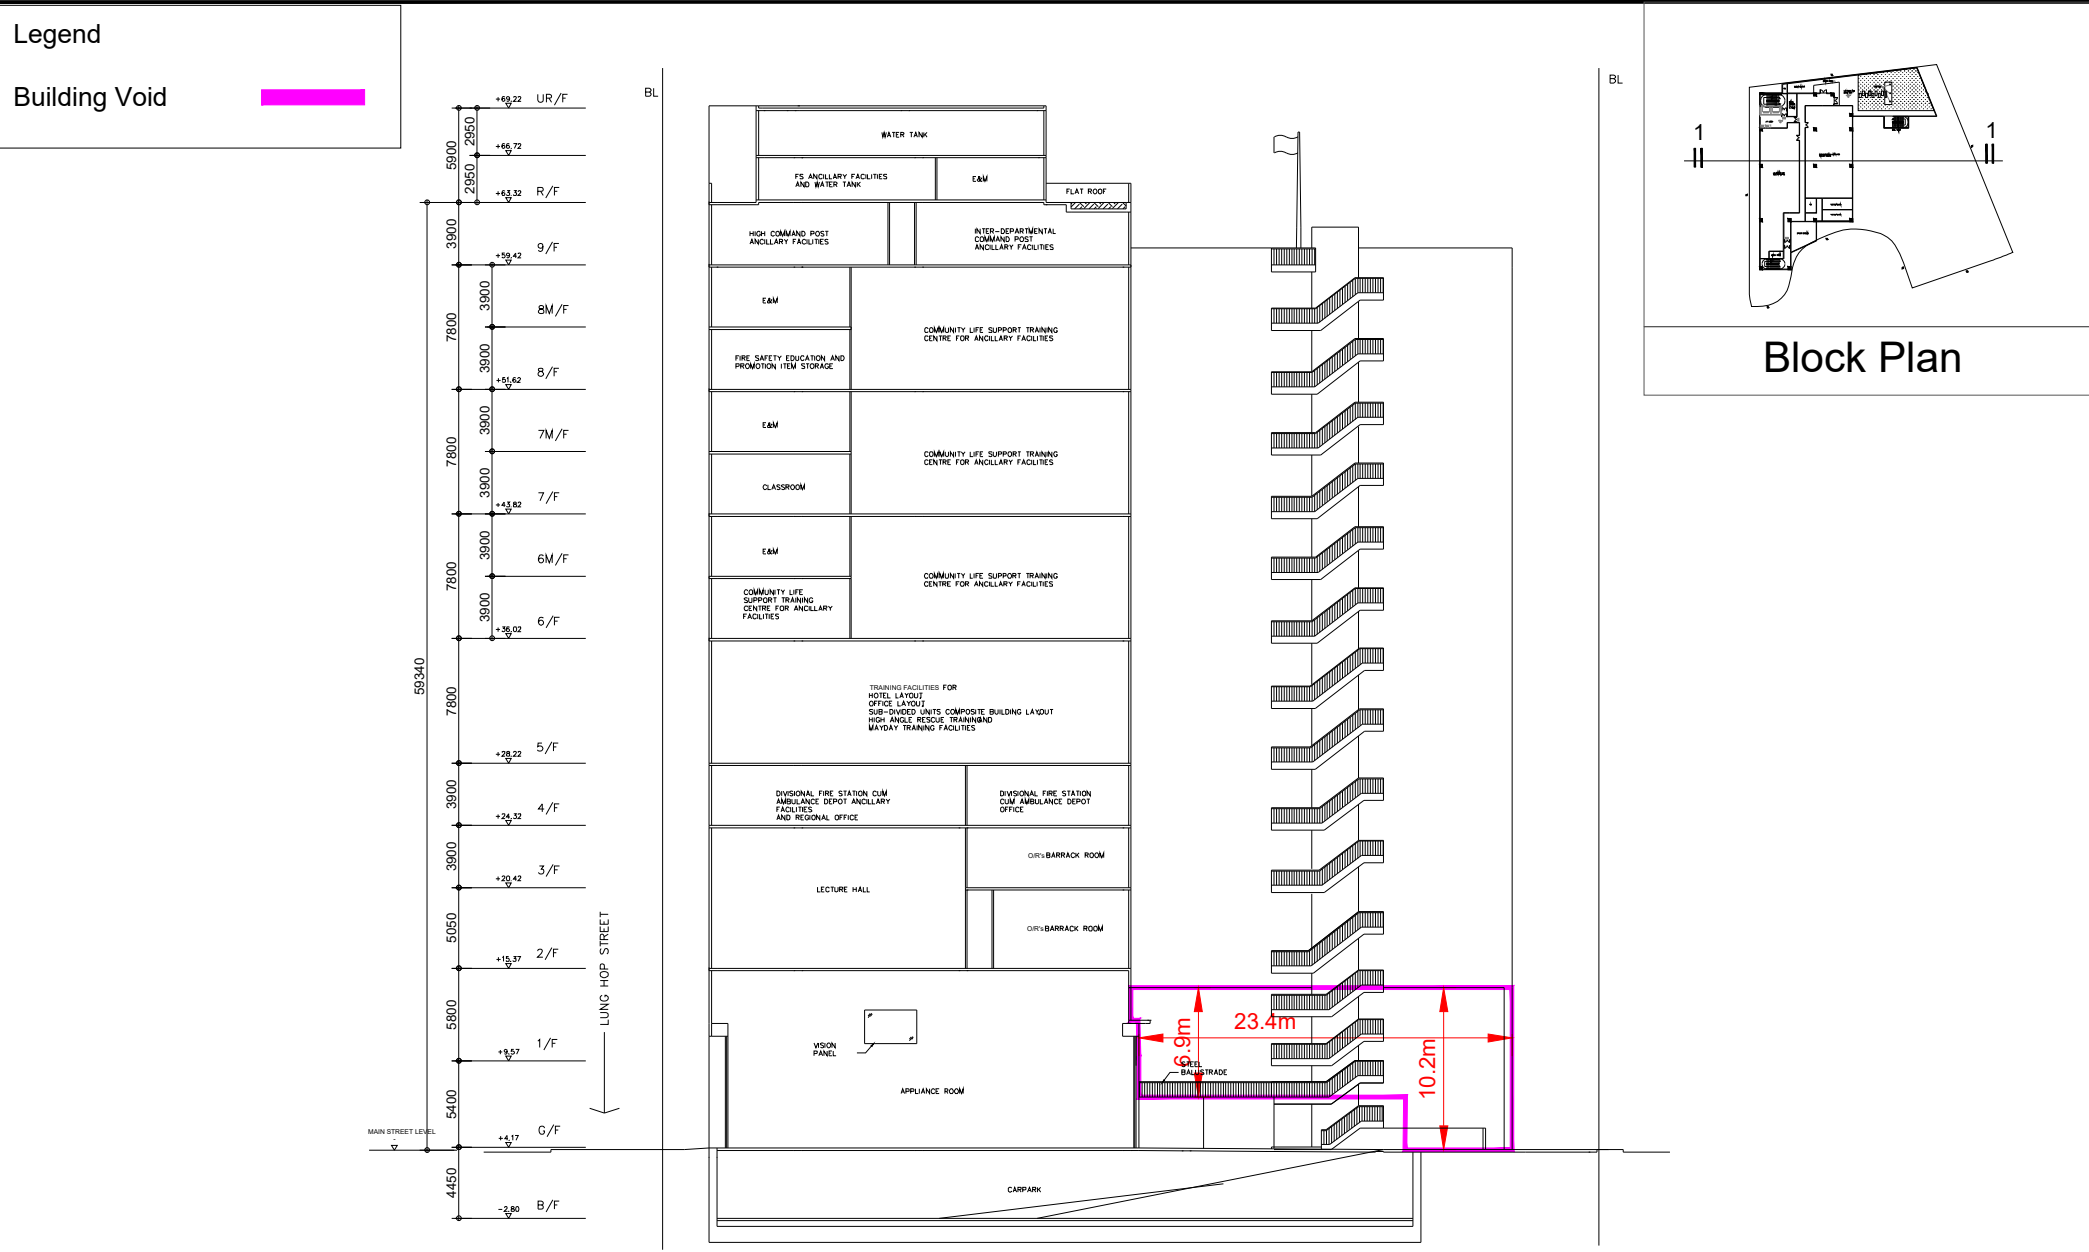 Legend
Building Void
BL
BL
+69.22 UR/F
+66.72
+63.32 R/F
+59.42 9/F
8M/F
+51.62 8/F
7M/F
+43.82 7/F
6M/F
+36.02 6/F
+28.22 5/F
+24.32 4/F
+20.42 3/F
+15.37 2/F
+9.57 1/F
+4.17 G/F
-2.80 B/F
5900
2950
2950
3900
7800
3900
3900
7800
3900
3900
7800
3900
3900
7800
3900
3900
5050
5800
5400
4450
59340
MAIN STREET LEVEL
LUNG HOP STREET
WATER TANK
FS ANCILLARY FACILITIES
AND WATER TANK
E&M
FLAT ROOF
HIGH COMMAND POST
ANCILLARY FACILITIES
INTER-DEPARTMENTAL
COMMAND POST
ANCILLARY FACILITIES
E&M
COMMUNITY LIFE SUPPORT TRAINING
CENTRE FOR ANCILLARY FACILITIES
FIRE SAFETY EDUCATION AND
PROMOTION ITEM STORAGE
E&M
COMMUNITY LIFE SUPPORT TRAINING
CENTRE FOR ANCILLARY FACILITIES
CLASSROOM
E&M
COMMUNITY LIFE SUPPORT TRAINING
CENTRE FOR ANCILLARY FACILITIES
COMMUNITY LIFE
SUPPORT TRAINING
CENTRE FOR ANCILLARY
FACILITIES
TRAINING FACILITIES FOR
HOTEL LAYOUT
OFFICE LAYOUT
SUB-DIVIDED UNITS COMPOSITE BUILDING LAYOUT
HIGH ANGLE RESCUE TRAININGAND
MAYDAY TRAINING FACILITIES
DIVISIONAL FIRE STATION CUM
AMBULANCE DEPOT ANCILLARY
FACILITIES
AND REGIONAL OFFICE
DIVISIONAL FIRE STATION
CUM AMBULANCE DEPOT
OFFICE
O/R's BARRACK ROOM
LECTURE HALL
O/R's BARRACK ROOM
VISION
PANEL
APPLIANCE ROOM
STEEL
BALUSTRADE
6.9m
23.4m
10.2m
CARPARK
1
1
Block Plan